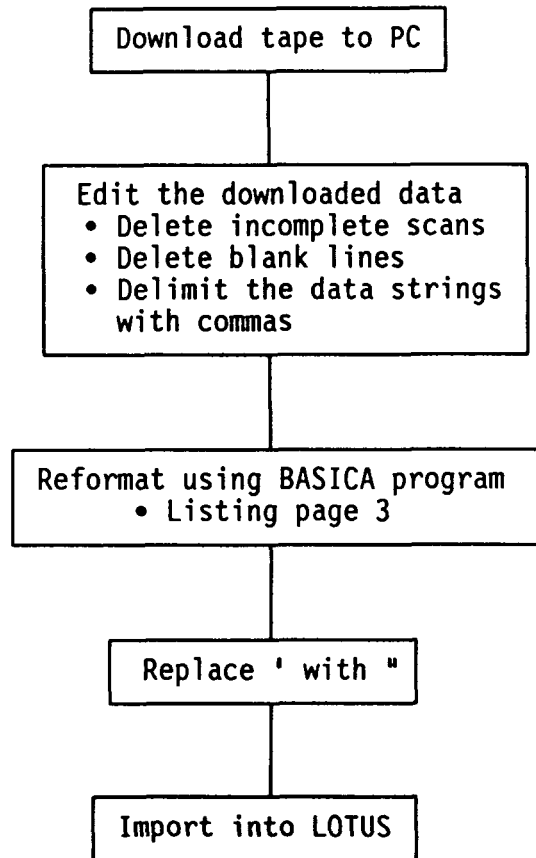 Download tape to PC
Edit the downloaded data
• Delete incomplete scans
• Delete blank lines
• Delimit the data strings
with commas
Reformat using BASICA program
• Listing page 3
Replace ' with "
Import into LOTUS